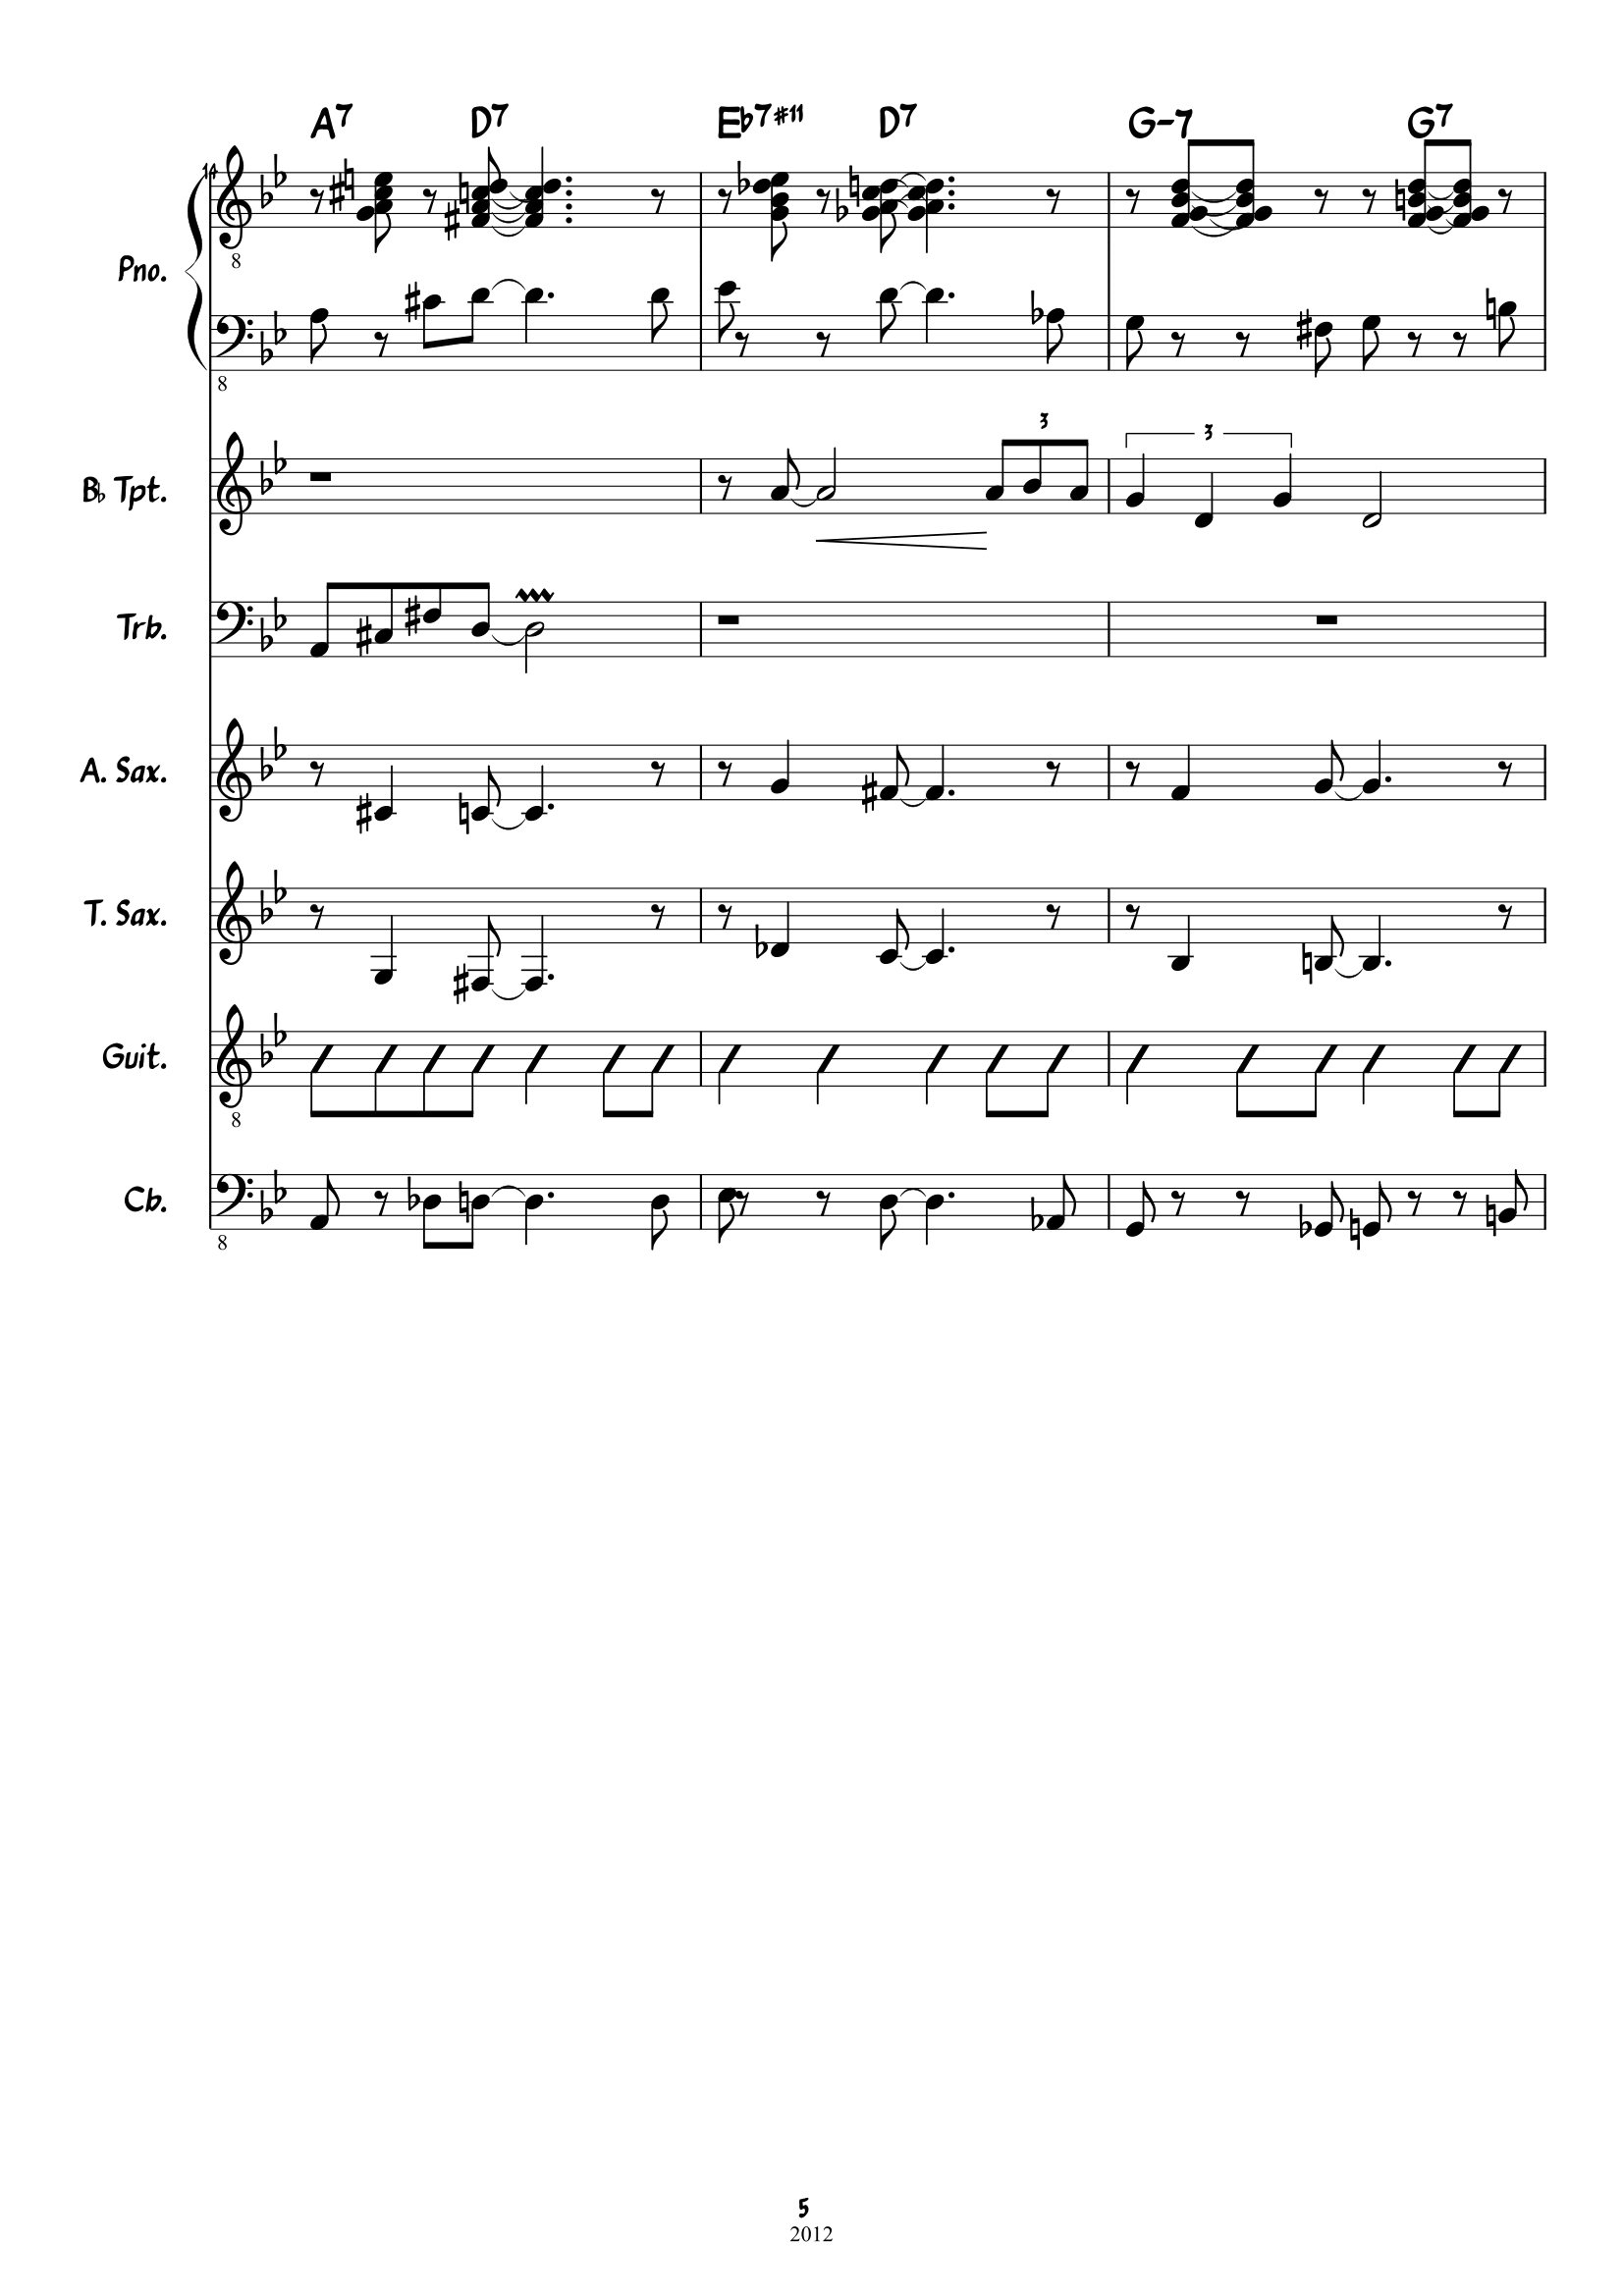 A7 D7 Eb7#11 D7 G-7 G7
14
8
Pno.
8
3 3
B♭ Tpt.
Trb.
A. Sax.
T. Sax.
Guit.
8
Cb.
8
5
2012